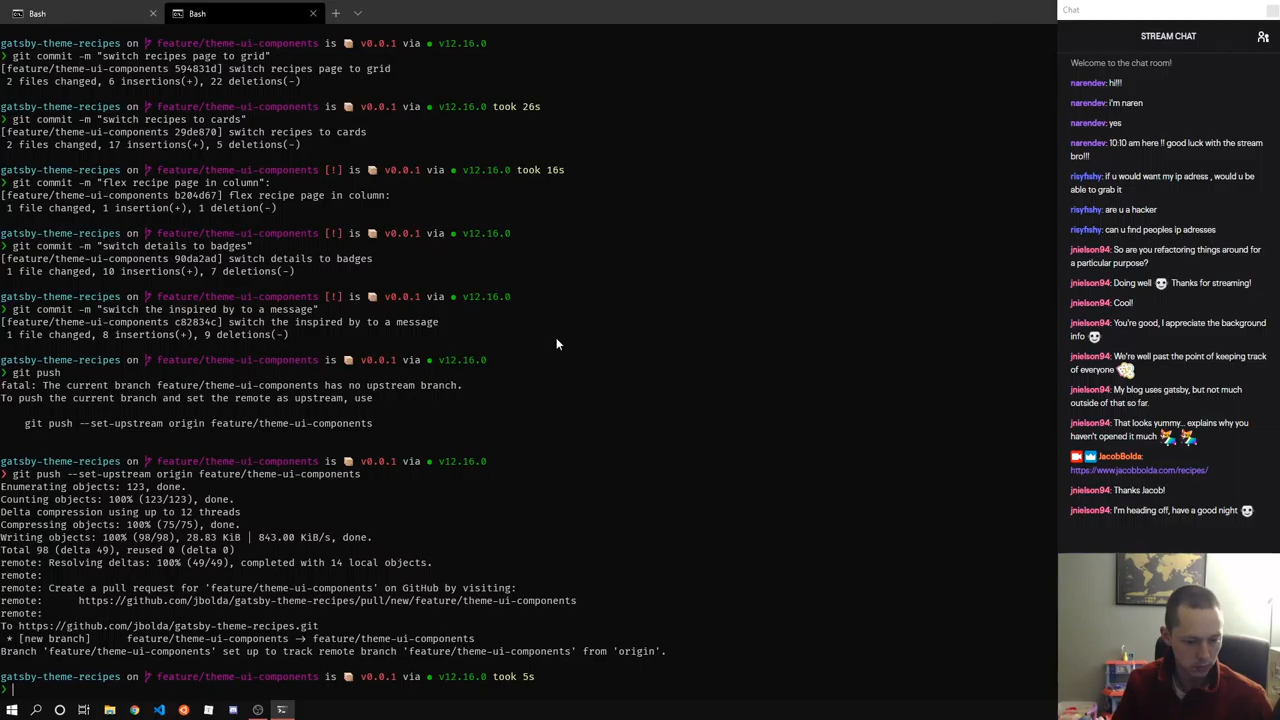 Bash
Bash
gatsby-theme-recipes on feature/theme-ui-components is v0.0.1 via ● v12.16.0
❯ git commit -m "switch recipes page to grid"
[feature/theme-ui-components 594831d] switch recipes page to grid
2 files changed, 6 insertions(+), 22 deletions(-)
gatsby-theme-recipes on feature/theme-ui-components is v0.0.1 via ● v12.16.0 took 26s
❯ git commit -m "switch recipes to cards"
[feature/theme-ui-components 29de870] switch recipes to cards
2 files changed, 17 insertions(+), 5 deletions(-)
gatsby-theme-recipes on feature/theme-ui-components [!] is v0.0.1 via ● v12.16.0 took 16s
❯ git commit -m "flex recipe page in column":
[feature/theme-ui-components b204d67] flex recipe page in column:
1 file changed, 1 insertion(+), 1 deletion(-)
gatsby-theme-recipes on feature/theme-ui-components [!] is v0.0.1 via ● v12.16.0
❯ git commit -m "switch details to badges"
[feature/theme-ui-components 90da2ad] switch details to badges
1 file changed, 10 insertions(+), 7 deletions(-)
gatsby-theme-recipes on feature/theme-ui-components [!] is v0.0.1 via ● v12.16.0
❯ git commit -m "switch the inspired by to a message"
[feature/theme-ui-components c82834c] switch the inspired by to a message
1 file changed, 8 insertions(+), 9 deletions(-)
gatsby-theme-recipes on feature/theme-ui-components is v0.0.1 via ● v12.16.0
❯ git push
fatal: The current branch feature/theme-ui-components has no upstream branch.
To push the current branch and set the remote as upstream, use
git push --set-upstream origin feature/theme-ui-components
gatsby-theme-recipes on feature/theme-ui-components is v0.0.1 via ● v12.16.0
❯ git push --set-upstream origin feature/theme-ui-components
Enumerating objects: 123, done.
Counting objects: 100% (123/123), done.
Delta compression using up to 12 threads
Compressing objects: 100% (75/75), done.
Writing objects: 100% (98/98), 28.83 KiB | 843.00 KiB/s, done.
Total 98 (delta 49), reused 0 (delta 0)
remote: Resolving deltas: 100% (49/49), completed with 14 local objects.
remote:
remote: Create a pull request for 'feature/theme-ui-components' on GitHub by visiting:
remote: https://github.com/jbolda/gatsby-theme-recipes/pull/new/feature/theme-ui-components
remote:
To https://github.com/jbolda/gatsby-theme-recipes.git
* [new branch] feature/theme-ui-components → feature/theme-ui-components
Branch 'feature/theme-ui-components' set up to track remote branch 'feature/theme-ui-components' from 'origin'.
gatsby-theme-recipes on feature/theme-ui-components is v0.0.1 via ● v12.16.0 took 5s
❯
Chat
STREAM CHAT
Welcome to the chat room!
narendev: hi!!!
narendev: i'm naren
narendev: yes
narendev: 10:10 am here !! good luck with the stream
bro!!!
risyfishy: if u would want my ip adress , would u be
able to grab it
risyfishy: are u a hacker
risyfishy: can u find peoples ip adresses
jnielson94: So are you refactoring things around for
a particular purpose?
jnielson94: Doing well Thanks for streaming!
jnielson94: Cool!
jnielson94: You're good, I appreciate the background
info
jnielson94: We're well past the point of keeping track
of everyone
jnielson94: My blog uses gatsby, but not much
outside of that so far.
jnielson94: That looks yummy.. explains why you
haven't opened it much
JacobBolda:
https://www.jacobbolda.com/recipes/
jnielson94: Thanks Jacob!
jnielson94: I'm heading off, have a good night